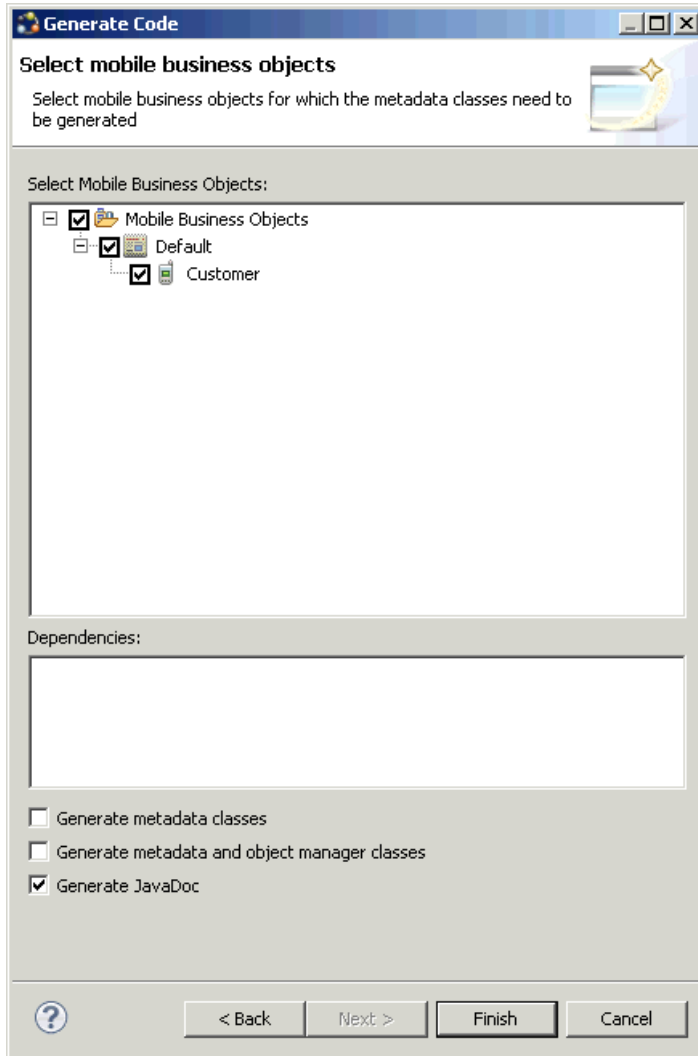 Generate Code
Select mobile business objects
Select mobile business objects for which the metadata classes need to
be generated
Select Mobile Business Objects:
Mobile Business Objects
Default
Customer
Dependencies:
Generate metadata classes
Generate metadata and object manager classes
Generate JavaDoc
? < Back Next > Finish Cancel